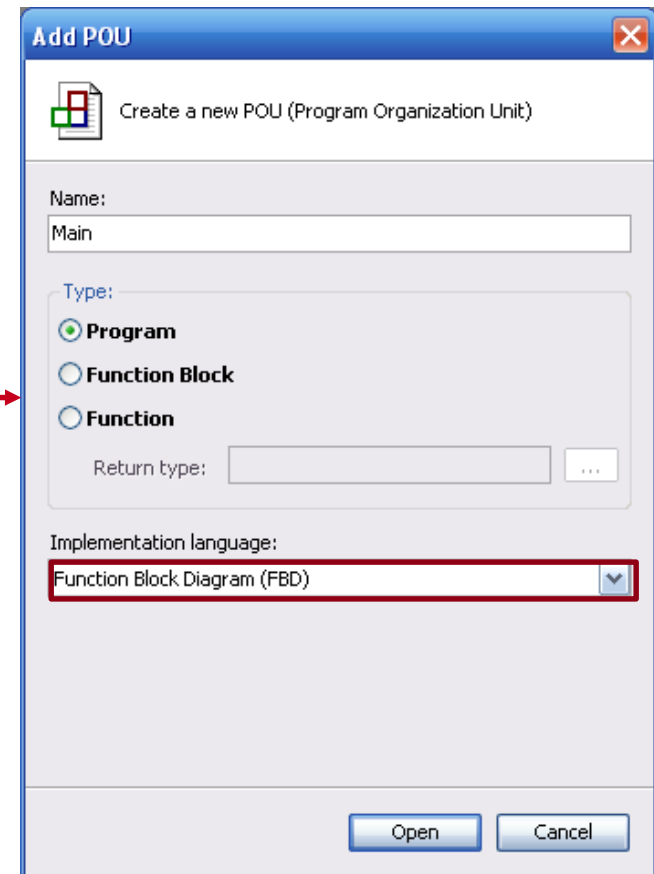 Add POU
Create a new POU (Program Organization Unit)
Name:
Main
Type:
Program
Function Block
Function
Return type:
...
Implementation language:
Function Block Diagram (FBD)
Open Cancel